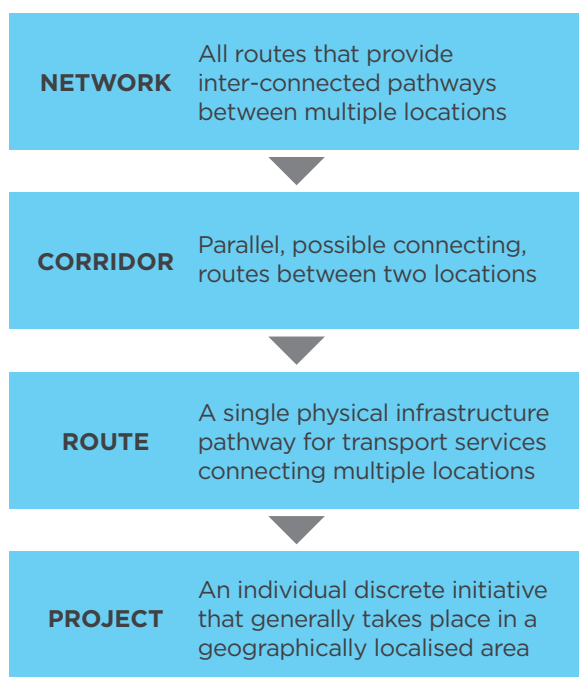 NETWORK
All routes that provide
inter-connected pathways
between multiple locations
CORRIDOR
Parallel, possible connecting,
routes between two locations
ROUTE
A single physical infrastructure
pathway for transport services
connecting multiple locations
PROJECT
An individual discrete initiative
that generally takes place in a
geographically localised area